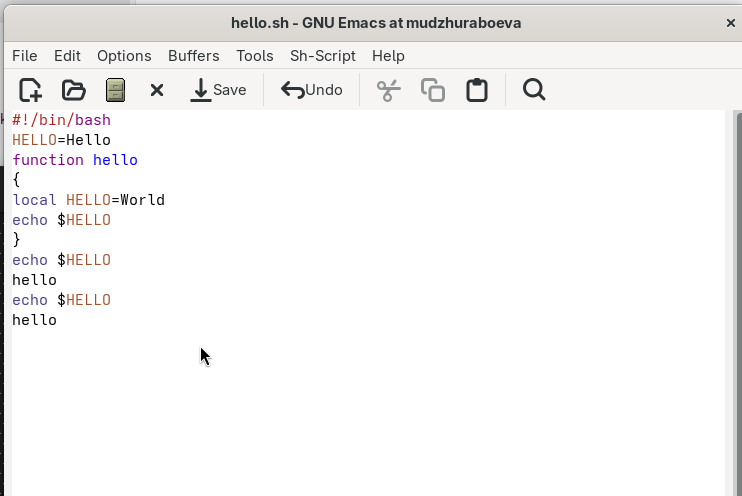 hello.sh - GNU Emacs at mudzhuraboeva
File Edit Options Buffers Tools Sh-Script Help
Save Undo
#!/bin/bash
HELLO=Hello
function hello
{
local HELLO=World
echo $HELLO
}
echo $HELLO
hello
echo $HELLO
hello